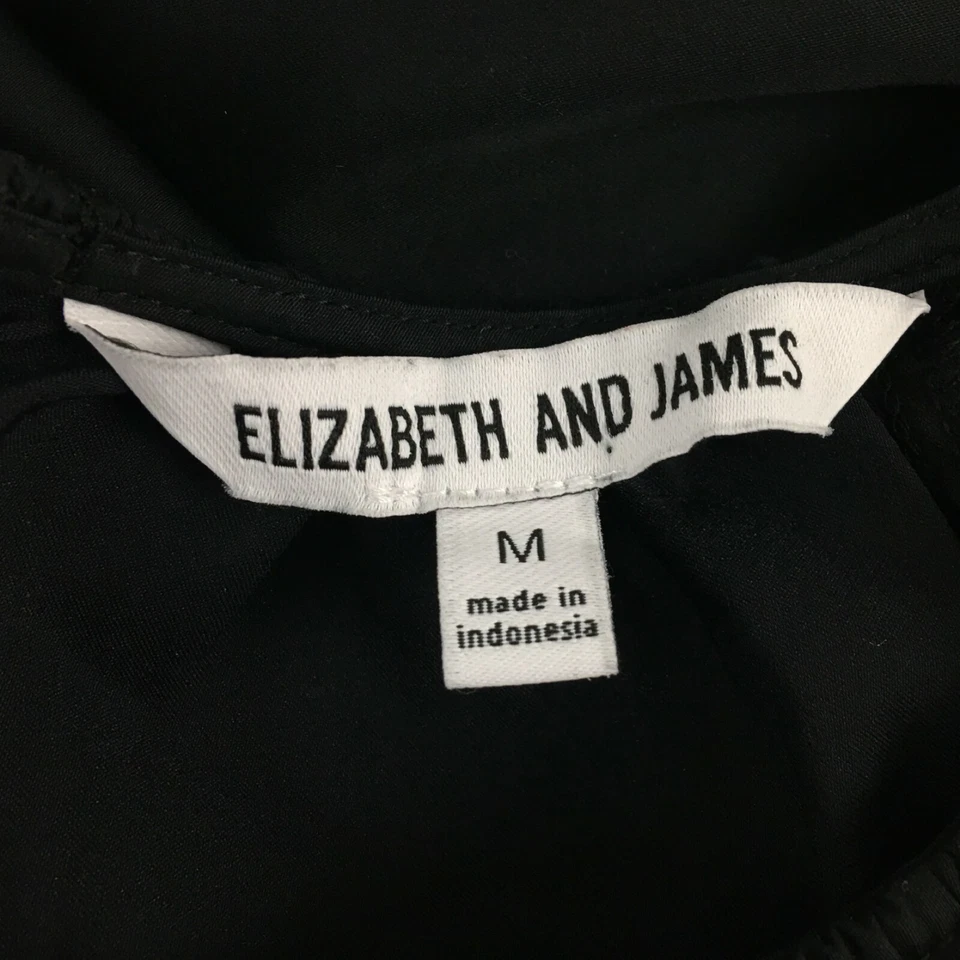 ELIZABETH AND JAMES
M
made in
indonesia